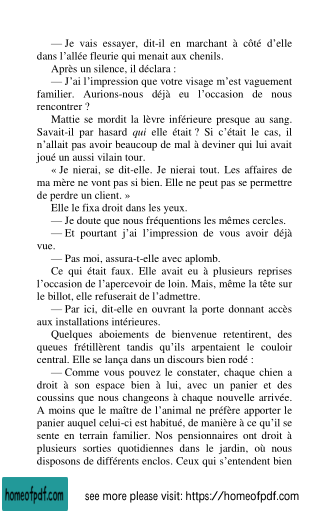 — Je vais essayer, dit-il en marchant à côté d'elle
dans l'allée fleurie qui menait aux chenils.
Après un silence, il déclara :
— J'ai l'impression que votre visage m'est vaguement
familier. Aurions-nous déjà eu l'occasion de nous
rencontrer ?
Mattie se mordit la lèvre inférieure presque au sang.
Savait-il par hasard qui elle était ? Si c'était le cas, il
n'allait pas avoir beaucoup de mal à deviner qui lui avait
joué un aussi vilain tour.
« Je nierai, se dit-elle. Je nierai tout. Les affaires de
ma mère ne vont pas si bien. Elle ne peut pas se permettre
de perdre un client. »
Elle le fixa droit dans les yeux.
— Je doute que nous fréquentions les mêmes cercles.
— Et pourtant j'ai l'impression de vous avoir déjà
vue.
— Pas moi, assura-t-elle avec aplomb.
Ce qui était faux. Elle avait eu à plusieurs reprises
l'occasion de l'apercevoir de loin. Mais, même la tête sur
le billot, elle refuserait de l'admettre.
— Par ici, dit-elle en ouvrant la porte donnant accès
aux installations intérieures.
Quelques aboiements de bienvenue retentirent, des
queues frétillèrent tandis qu'ils arpentaient le couloir
central. Elle se lança dans un discours bien rodé :
— Comme vous pouvez le constater, chaque chien a
droit à son espace bien à lui, avec un panier et des
coussins que nous changeons à chaque nouvelle arrivée.
A moins que le maître de l'animal ne préfère apporter le
panier auquel celui-ci est habitué, de manière à ce qu'il se
sente en terrain familier. Nos pensionnaires ont droit à
plusieurs sorties quotidiennes dans le jardin, où nous
disposons de différents enclos. Ceux qui s'entendent bien
homeofpdf.com
see more please visit: https://homeofpdf.com